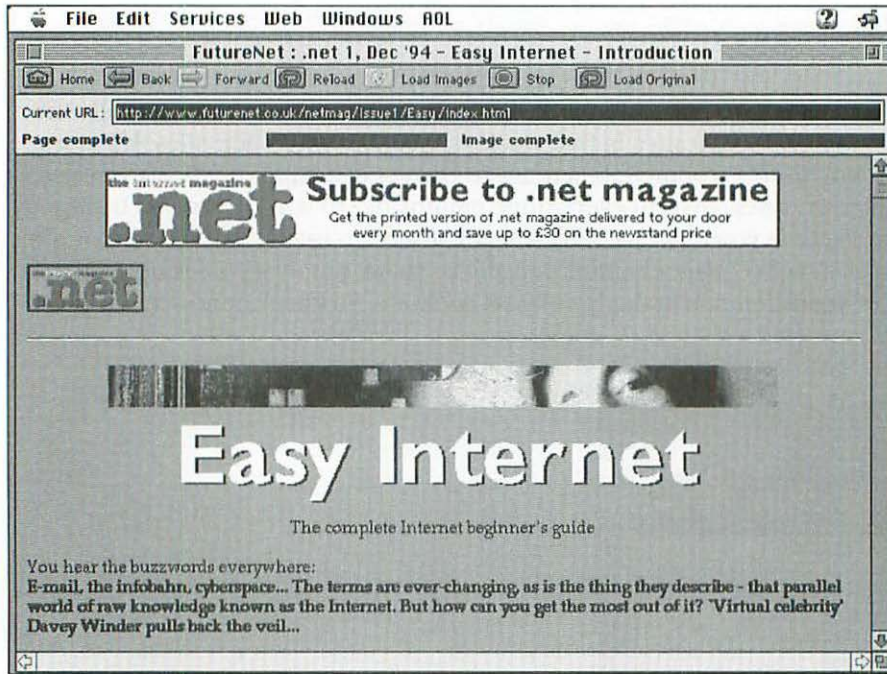 File Edit Services Web Windows AOL
FutureNet : .net 1, Dec '94 - Easy Internet - Introduction
Home Back Forward Reload Load Images Stop Load Original
Current URL: http://www.futurenet.co.uk/netmag/Issue1/Easy/index.html
Page complete Image complete
the internet magazine
.net
Subscribe to .net magazine
Get the printed version of .net magazine delivered to your door
every month and save up to £30 on the newsstand price
.net
Easy Internet
The complete Internet beginner's guide
You hear the buzzwords everywhere:
E-mail, the infobahn, cyberspace... The terms are ever-changing, as is the thing they describe - that parallel
world of raw knowledge known as the Internet. But how can you get the most out of it? 'Virtual celebrity'
Davey Winder pulls back the veil...